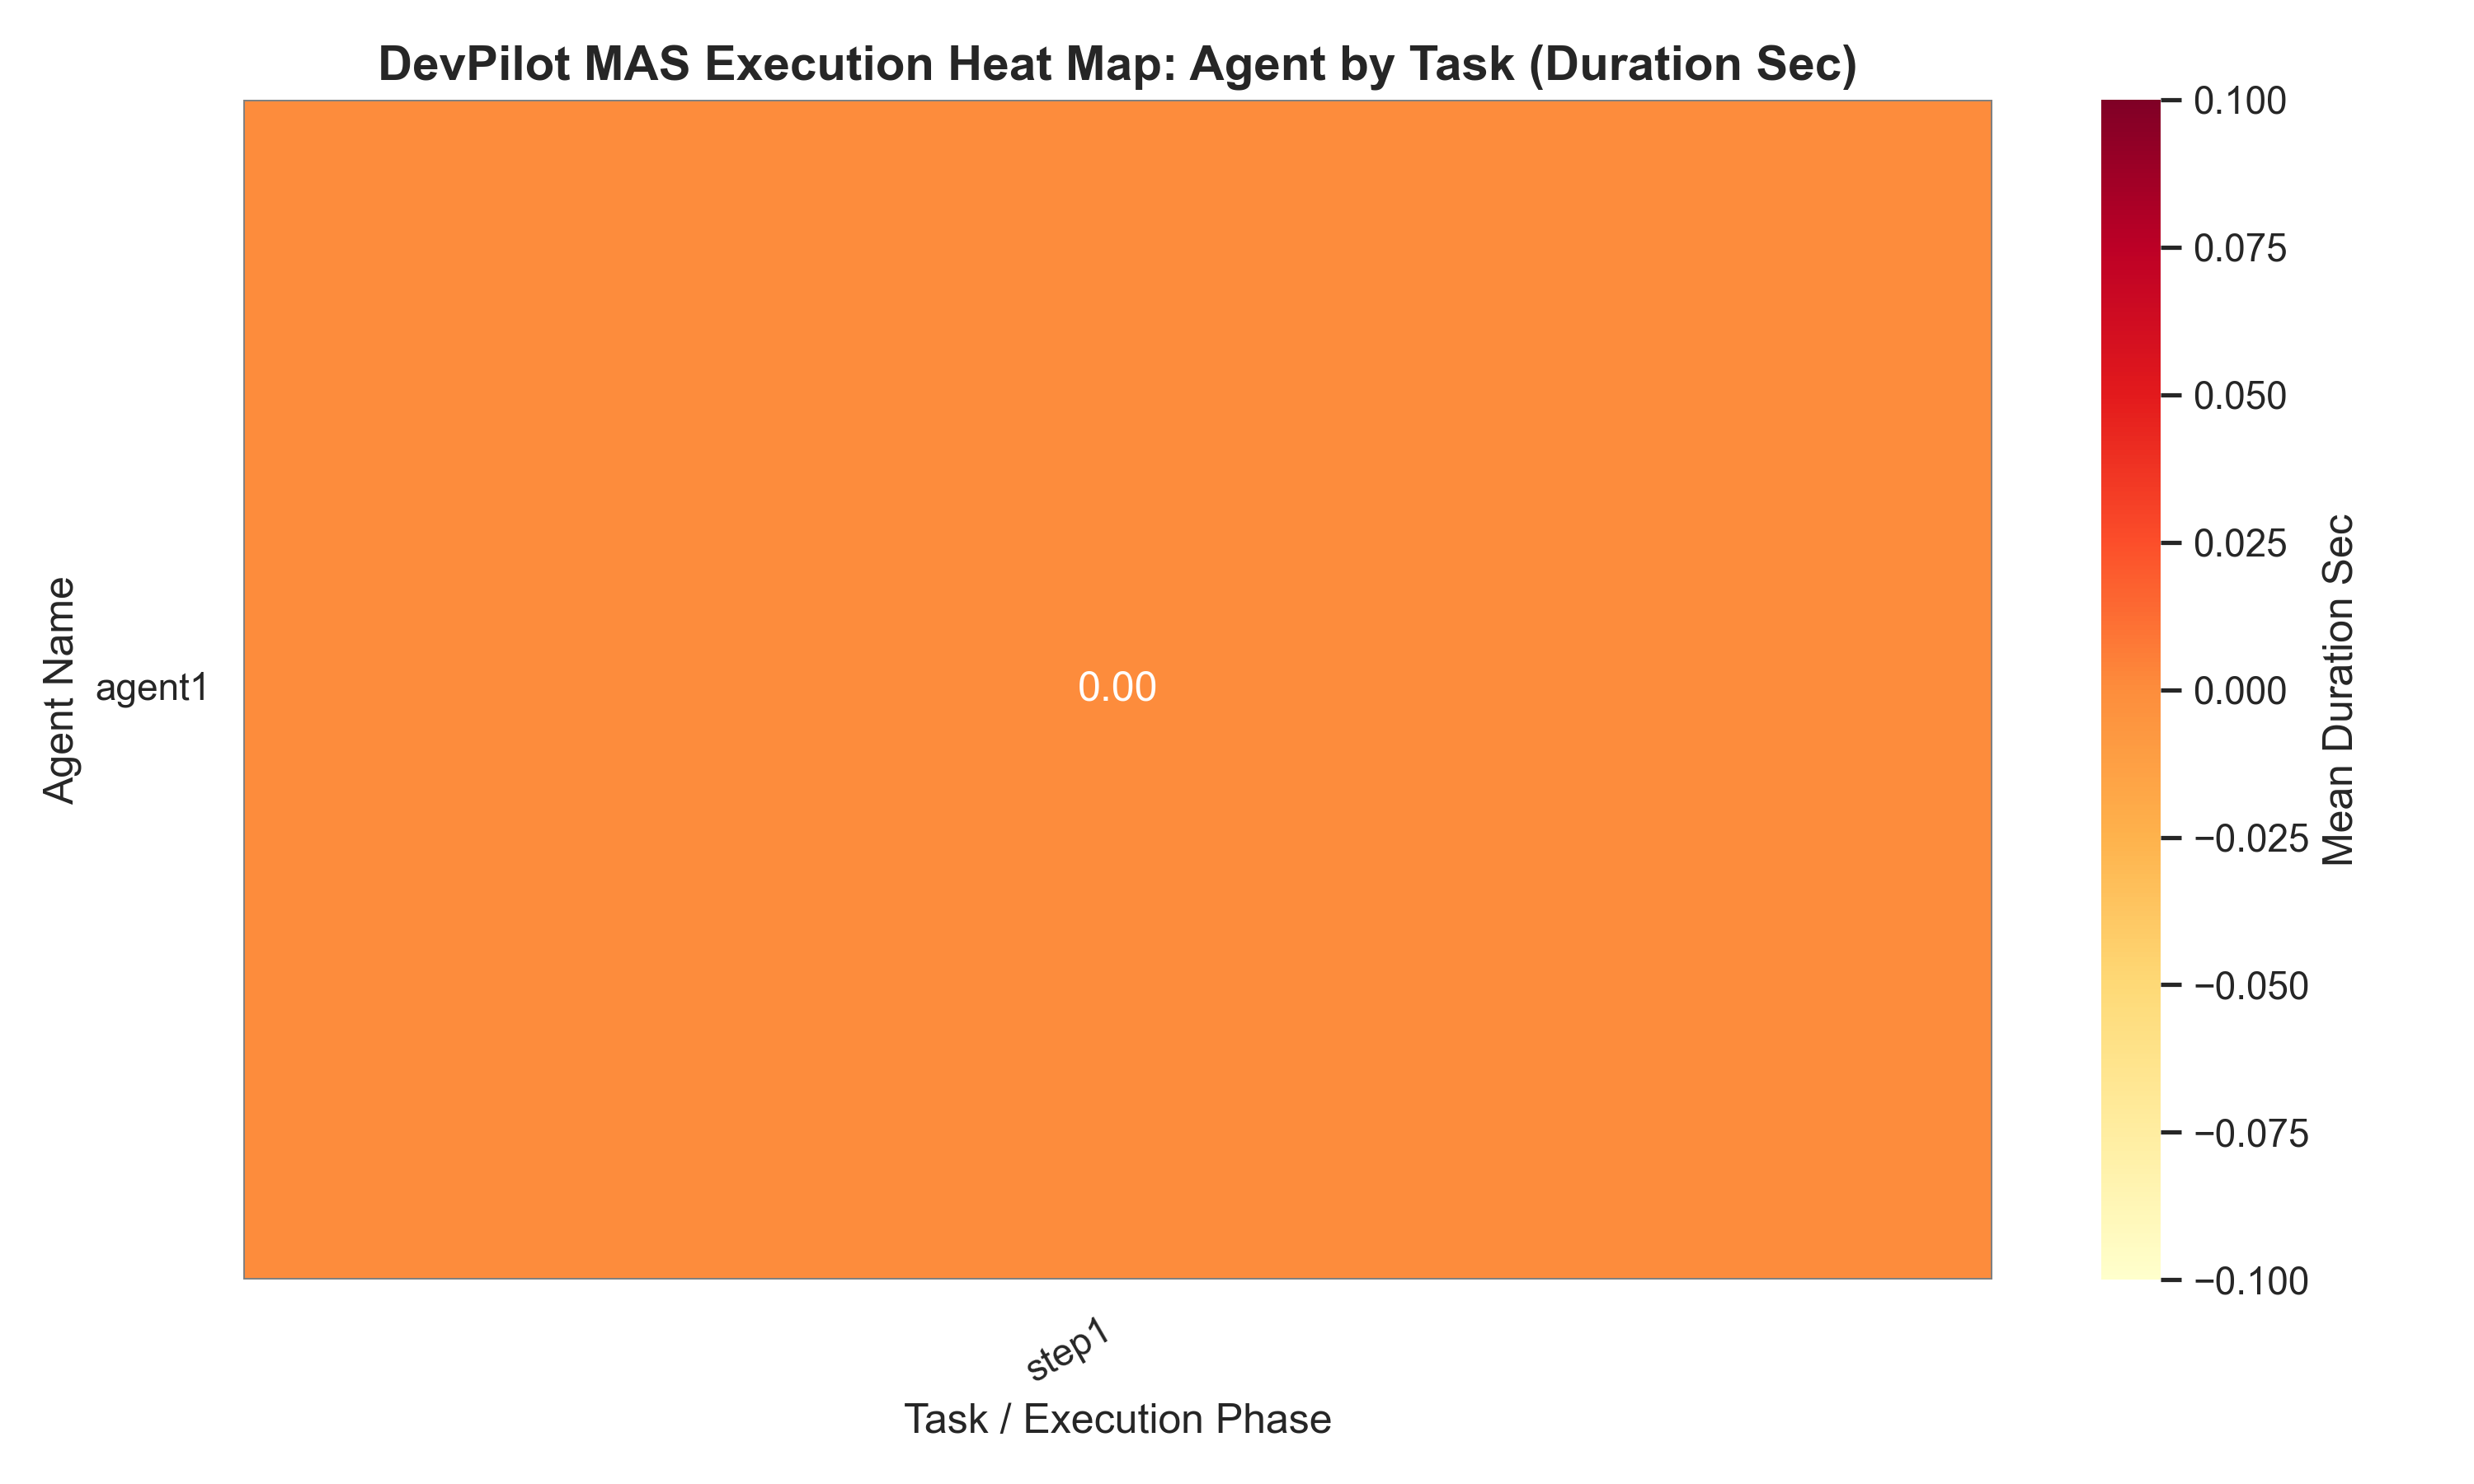 DevPilot MAS Execution Heat Map: Agent by Task (Duration Sec)
Agent Name
agent1
0.00
step1
Task / Execution Phase
0.100
0.075
0.050
0.025
0.000
−0.025
−0.050
−0.075
−0.100
Mean Duration Sec